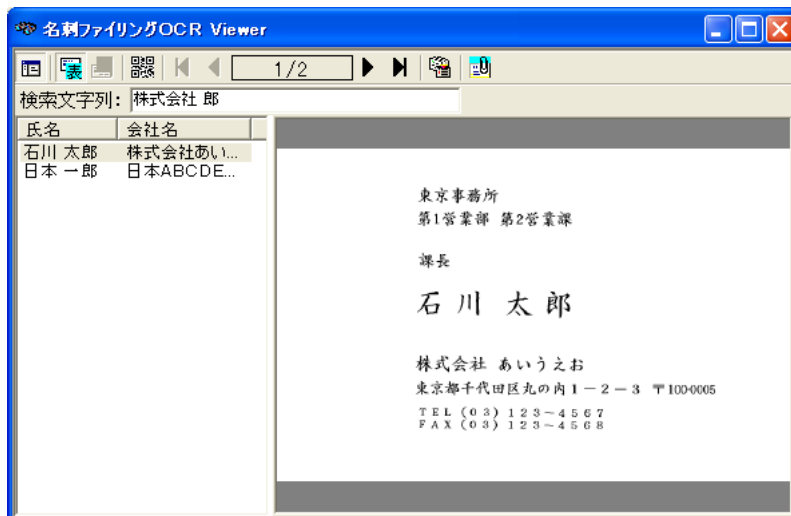 名刺ファイリングOCR Viewer
表
1/2
検索文字列: 株式会社 郎
氏名 会社名
石川 太郎 株式会社あい...
日本 一郎 日本ABCDE...
東京事務所
第1営業部 第2営業課
課長
石川 太郎
株式会社 あいうえお
東京都千代田区丸の内1-2-3 〒100-0005
TEL (03) 123-4567
FAX (03) 123-4568